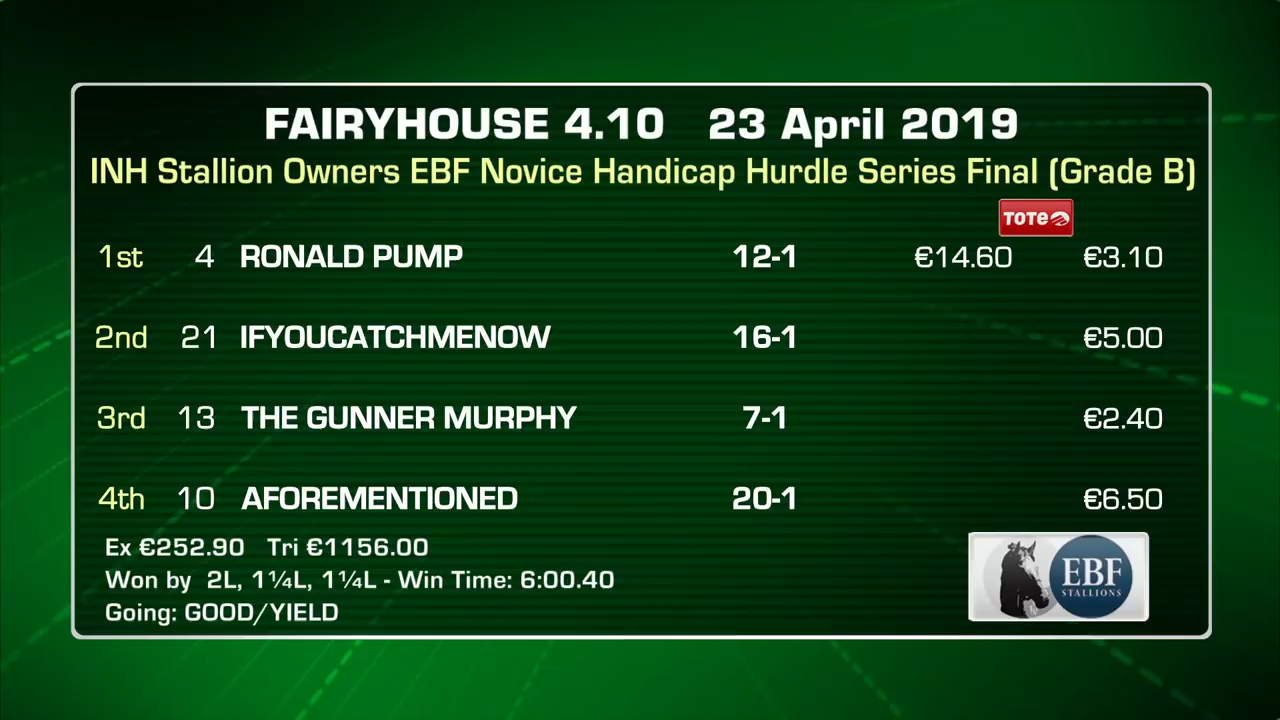 FAIRYHOUSE 4.10 23 April 2019
INH Stallion Owners EBF Novice Handicap Hurdle Series Final (Grade B)
TOTE
1st 4 RONALD PUMP 12-1 €14.60 €3.10
2nd 21 IFYOUCATCHMENOW 16-1 €5.00
3rd 13 THE GUNNER MURPHY 7-1 €2.40
4th 10 AFOREMENTIONED 20-1 €6.50
Ex €252.90 Tri €1156.00
Won by 2L, 1¼L, 1¼L - Win Time: 6:00.40
Going: GOOD/YIELD
EBF
STALLIONS